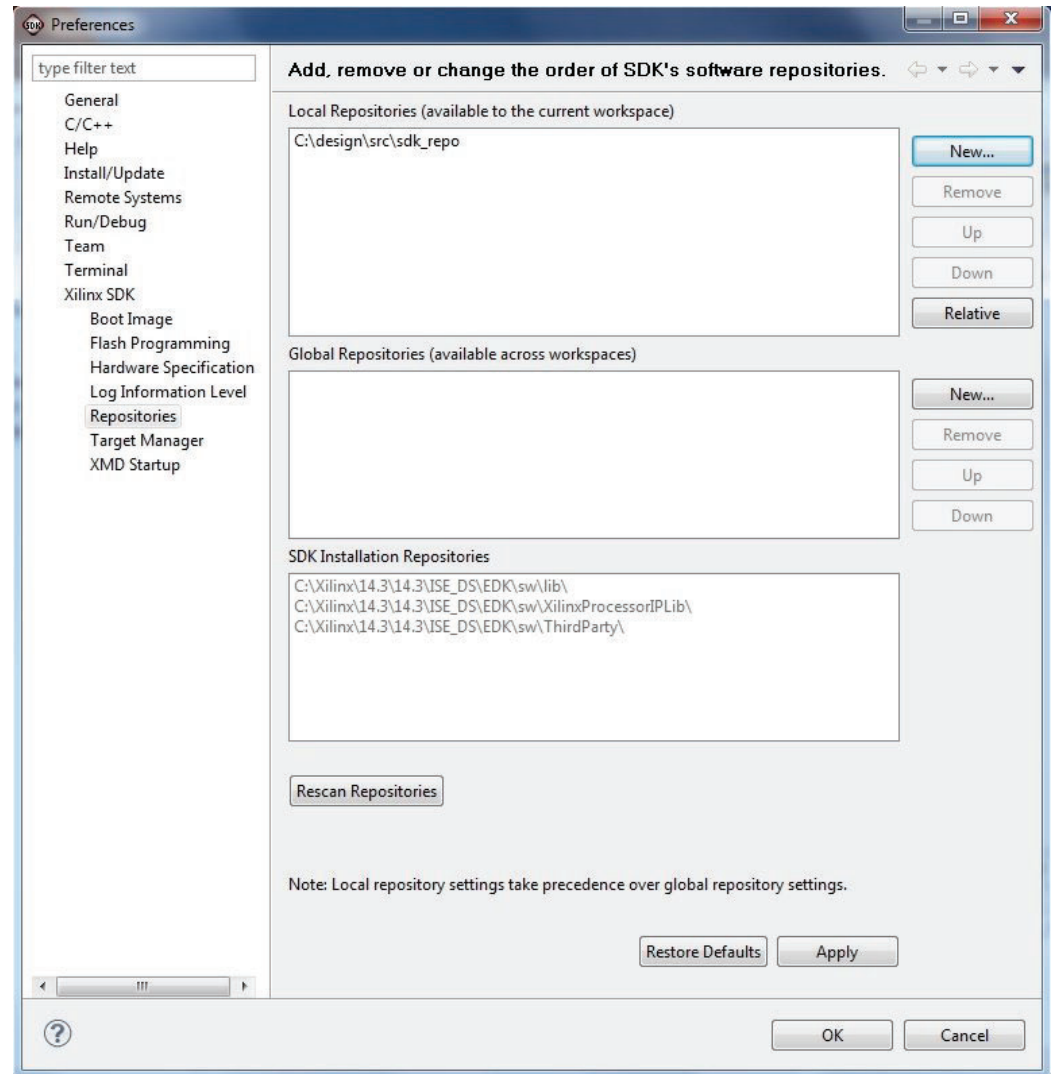 SDK Preferences
type filter text
General
C/C++
Help
Install/Update
Remote Systems
Run/Debug
Team
Terminal
Xilinx SDK
Boot Image
Flash Programming
Hardware Specification
Log Information Level
Repositories
Target Manager
XMD Startup
Add, remove or change the order of SDK's software repositories.
Local Repositories (available to the current workspace)
C:\design\src\sdk_repo
New...
Remove
Up
Down
Relative
Global Repositories (available across workspaces)
New...
Remove
Up
Down
SDK Installation Repositories
C:\Xilinx\14.3\14.3\ISE_DS\EDK\sw\lib\
C:\Xilinx\14.3\14.3\ISE_DS\EDK\sw\XilinxProcessorIPLib\
C:\Xilinx\14.3\14.3\ISE_DS\EDK\sw\ThirdParty\
Rescan Repositories
Note: Local repository settings take precedence over global repository settings.
Restore Defaults Apply
? OK Cancel